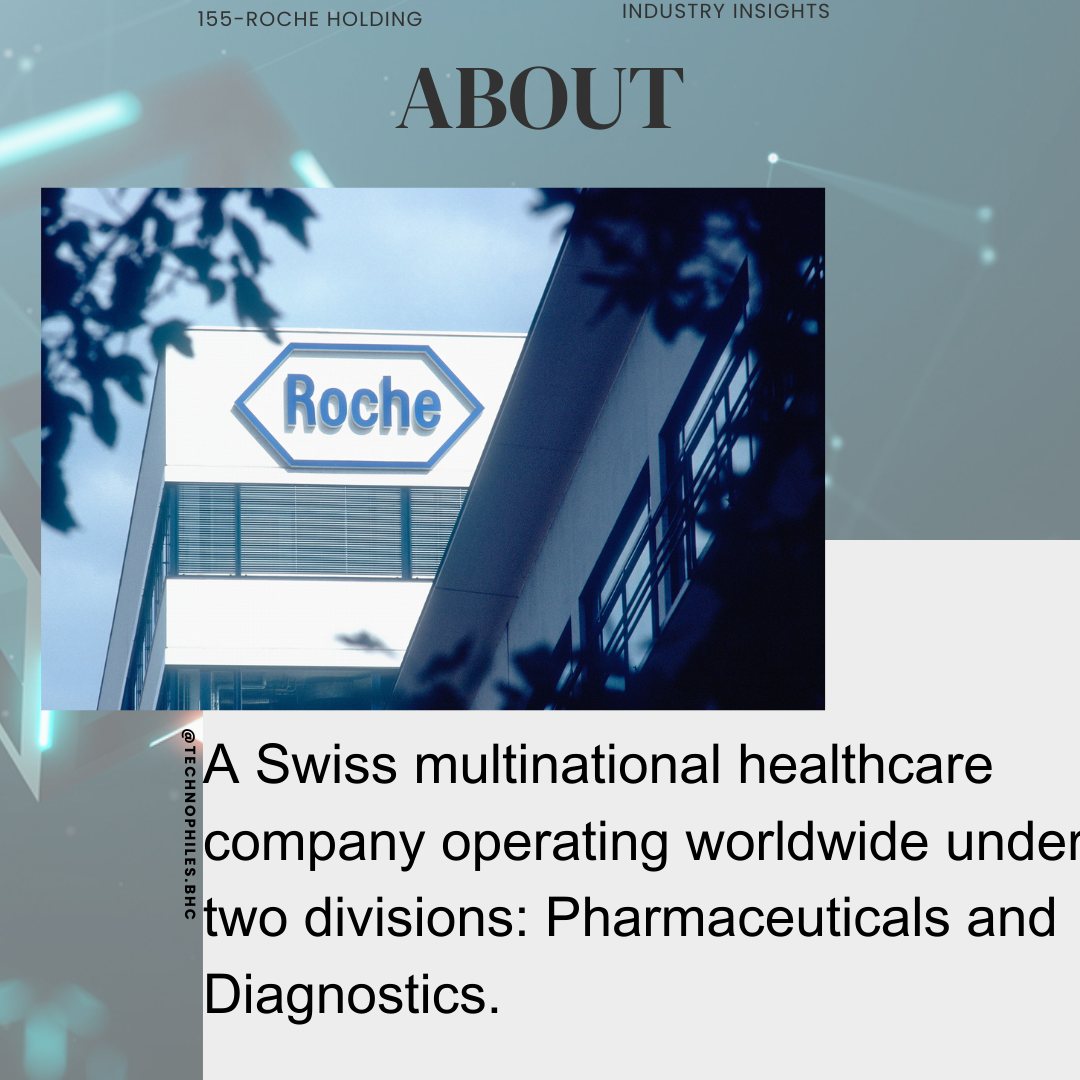 155-ROCHE HOLDING
INDUSTRY INSIGHTS
ABOUT
Roche
@TECHNOPHILES.BHC
A Swiss multinational healthcare
company operating worldwide under
two divisions: Pharmaceuticals and
Diagnostics.